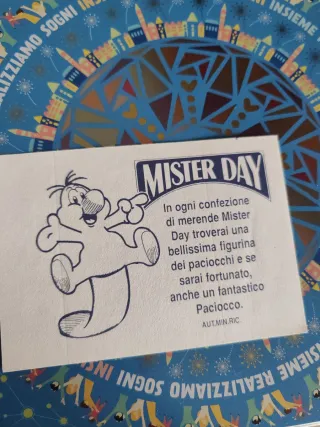 REALIZZIAMO SOGNI INSIEME
MISTER DAY
In ogni confezione
di merende Mister
Day troverai una
bellissima figurina
dei paciocchi e se
sarai fortunato,
anche un fantastico
Paciocco.
AUT.MIN.RIC.
INSIEME REALIZZIAMO SOGNI INSIEME